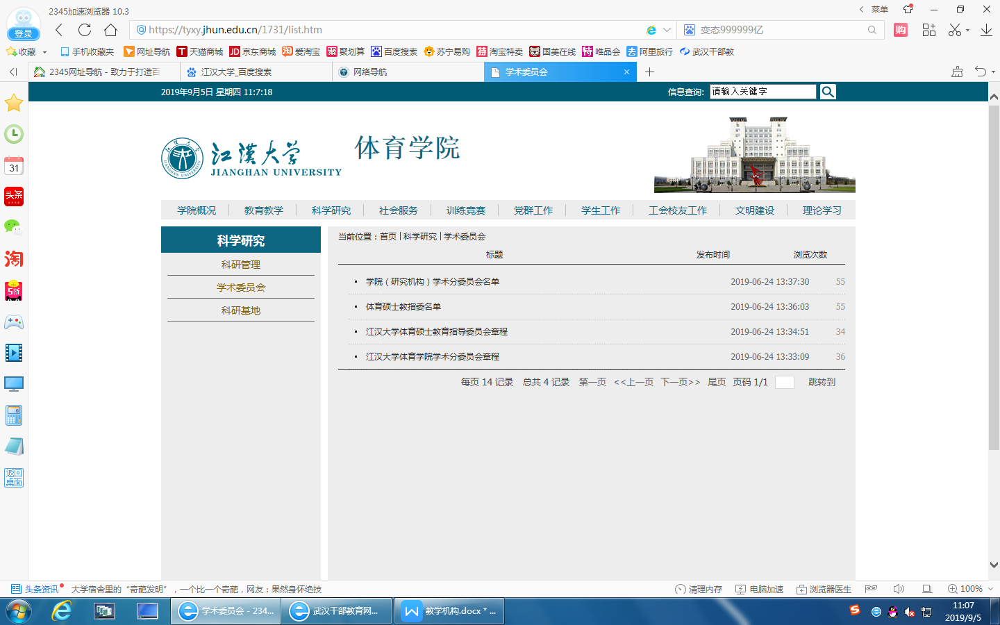 2345加速浏览器 10.3
菜单
登录
https://tyxy.jhun.edu.cn/1731/list.htm
变态999999亿
购
收藏 手机收藏夹 网址导航 天猫商城 京东商城 爱淘宝 聚划算 百度搜索 苏宁易购 淘宝特卖 国美在线 唯品会 阿里旅行 武汉干部教
2345网址导航 - 致力于打造百 江汉大学_百度搜索 网络导航 学术委员会
2019年9月5日 星期四 11:7:18
信息查询: 请输入关键字
31
头条
淘
5折
返回
桌面
江汉大学
JIANGHAN UNIVERSITY
体育学院
学院概况 教育教学 科学研究 社会服务 训练竞赛 党群工作 学生工作 工会校友工作 文明建设 理论学习
科学研究
科研管理
学术委员会
科研基地
当前位置：首页 | 科学研究 | 学术委员会
标题 发布时间 浏览次数
学院（研究机构）学术分委员会名单 2019-06-24 13:37:30 55
体育硕士教指委名单 2019-06-24 13:36:03 55
江汉大学体育硕士教育指导委员会章程 2019-06-24 13:34:51 34
江汉大学体育学院学术分委员会章程 2019-06-24 13:33:09 36
每页 14 记录 总共 4 记录 第一页 <<上一页 下一页>> 尾页 页码 1/1 跳转到
头条资讯 大学宿舍里的“奇葩发明”，一个比一个奇葩，网友：果然身怀绝技
清理内存 电脑加速 浏览器医生 100%
学术委员会 - 234... 武汉干部教育网... 教学机构.docx * ...
11:07
2019/9/5